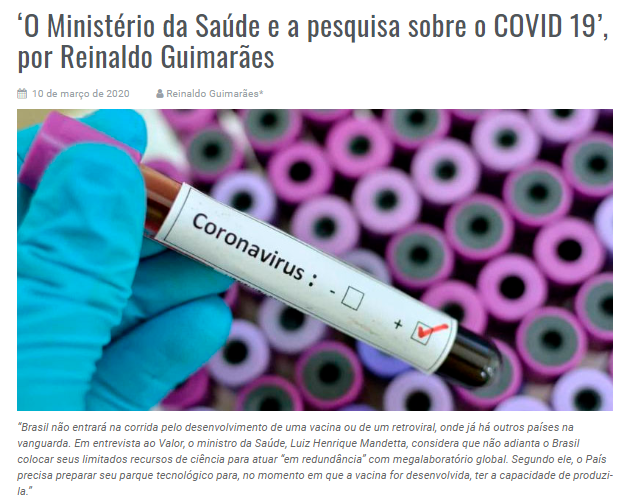 ‘O Ministério da Saúde e a pesquisa sobre o COVID 19’,
por Reinaldo Guimarães
10 de março de 2020 Reinaldo Guimarães*
Coronavirus : -
+
“Brasil não entrará na corrida pelo desenvolvimento de uma vacina ou de um retroviral, onde já há outros países na
vanguarda. Em entrevista ao Valor, o ministro da Saúde, Luiz Henrique Mandetta, considera que não adianta o Brasil
colocar seus limitados recursos de ciência para atuar “em redundância” com megalaboratório global. Segundo ele, o País
precisa preparar seu parque tecnológico para, no momento em que a vacina for desenvolvida, ter a capacidade de produzi-
la.”